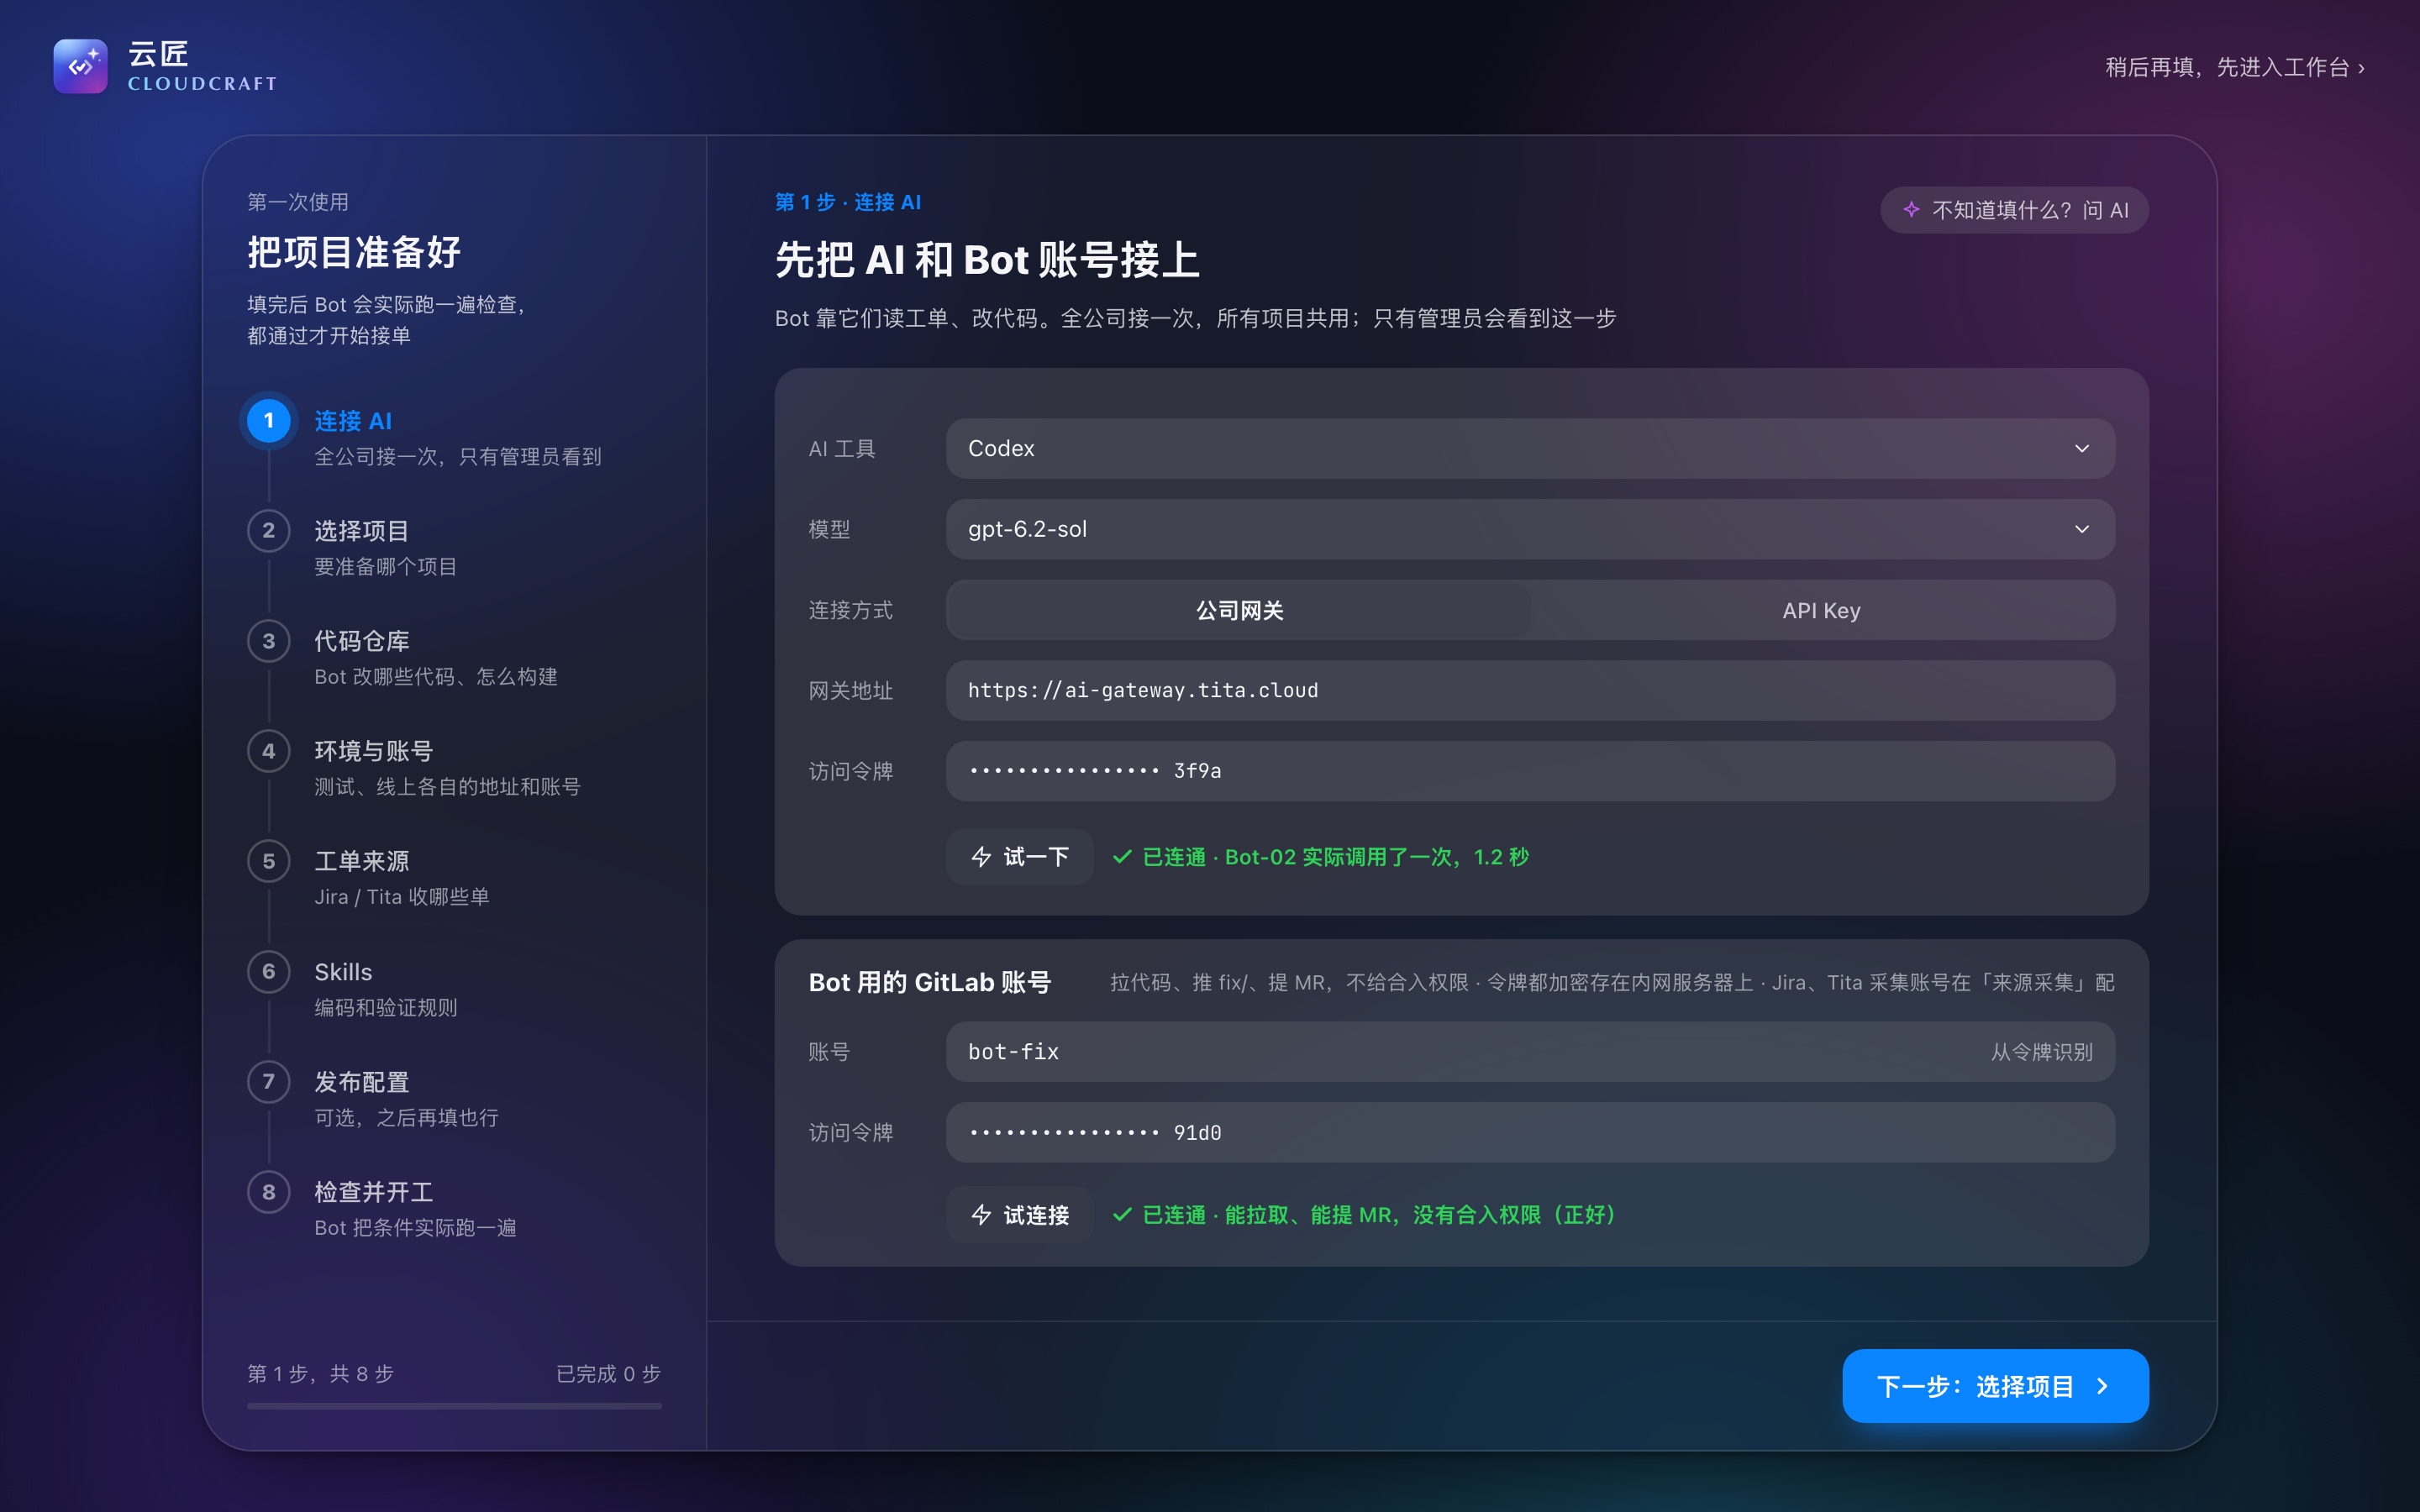 云匠
CLOUDCRAFT
稍后再填，先进入工作台 ›
第一次使用
把项目准备好
填完后 Bot 会实际跑一遍检查，
都通过才开始接单
1
连接 AI
全公司接一次，只有管理员看到
2
选择项目
要准备哪个项目
3
代码仓库
Bot 改哪些代码、怎么构建
4
环境与账号
测试、线上各自的地址和账号
5
工单来源
Jira / Tita 收哪些单
6
Skills
编码和验证规则
7
发布配置
可选，之后再填也行
8
检查并开工
Bot 把条件实际跑一遍
第 1 步，共 8 步
已完成 0 步
第 1 步 · 连接 AI
不知道填什么？问 AI
先把 AI 和 Bot 账号接上
Bot 靠它们读工单、改代码。全公司接一次，所有项目共用；只有管理员会看到这一步
AI 工具
Codex
模型
gpt-6.2-sol
连接方式
公司网关
API Key
网关地址
https://ai-gateway.tita.cloud
访问令牌
•••••••••••••••• 3f9a
试一下
已连通 · Bot-02 实际调用了一次，1.2 秒
Bot 用的 GitLab 账号
拉代码、推 fix/、提 MR，不给合入权限 · 令牌都加密存在内网服务器上 · Jira、Tita 采集账号在「来源采集」配
账号
bot-fix
从令牌识别
访问令牌
•••••••••••••••• 91d0
试连接
已连通 · 能拉取、能提 MR，没有合入权限（正好）
下一步：选择项目